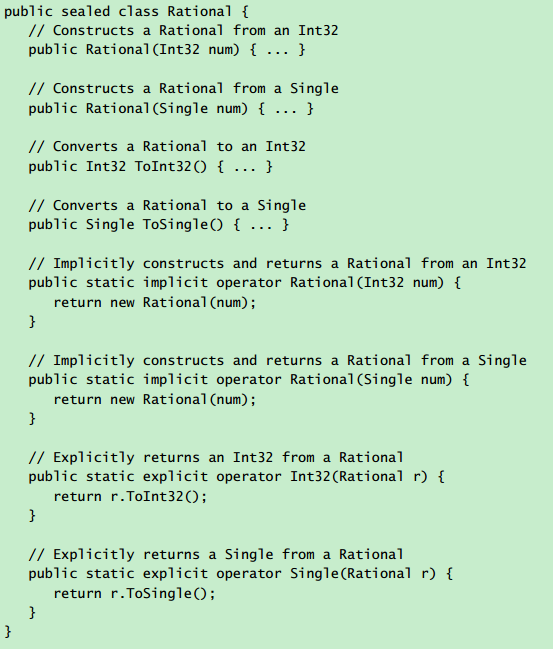 public sealed class Rational {
// Constructs a Rational from an Int32
public Rational(Int32 num) { ... }
// Constructs a Rational from a Single
public Rational(Single num) { ... }
// Converts a Rational to an Int32
public Int32 ToInt32() { ... }
// Converts a Rational to a Single
public Single ToSingle() { ... }
// Implicitly constructs and returns a Rational from an Int32
public static implicit operator Rational(Int32 num) {
return new Rational(num);
}
// Implicitly constructs and returns a Rational from a Single
public static implicit operator Rational(Single num) {
return new Rational(num);
}
// Explicitly returns an Int32 from a Rational
public static explicit operator Int32(Rational r) {
return r.ToInt32();
}
// Explicitly returns a Single from a Rational
public static explicit operator Single(Rational r) {
return r.ToSingle();
}
}